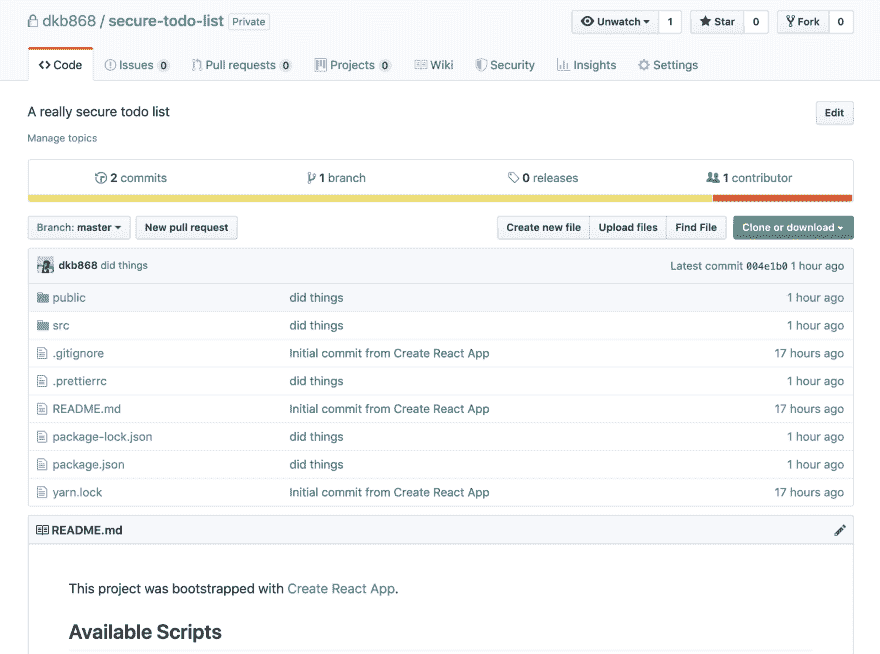 dkb868 / secure-todo-list Private Unwatch 1 Star 0 Fork 0
Code Issues 0 Pull requests 0 Projects 0 Wiki Security Insights Settings
A really secure todo list Edit
Manage topics
2 commits 1 branch 0 releases 1 contributor
Branch: master New pull request Create new file Upload files Find File Clone or download
dkb868 did things Latest commit 004e1b0 1 hour ago
public did things 1 hour ago
src did things 1 hour ago
.gitignore Initial commit from Create React App 17 hours ago
.prettierrc did things 1 hour ago
README.md Initial commit from Create React App 17 hours ago
package-lock.json did things 1 hour ago
package.json did things 1 hour ago
yarn.lock Initial commit from Create React App 17 hours ago
README.md
This project was bootstrapped with Create React App.
Available Scripts